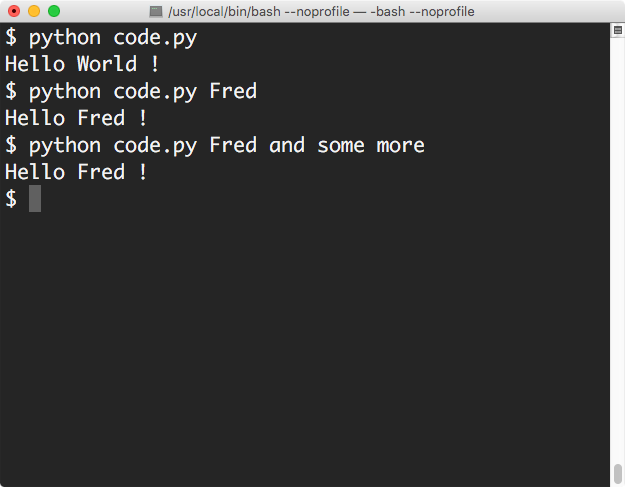 /usr/local/bin/bash --noprofile — -bash --noprofile
$ python code.py
Hello World !
$ python code.py Fred
Hello Fred !
$ python code.py Fred and some more
Hello Fred !
$